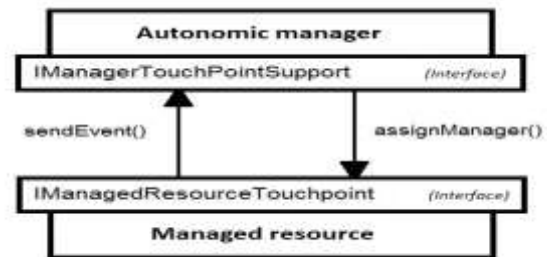 Autonomic manager
IManagerTouchPointSupport (Interface)
sendEvent() assignManager()
IManagedResourceTouchpoint (Interface)
Managed resource